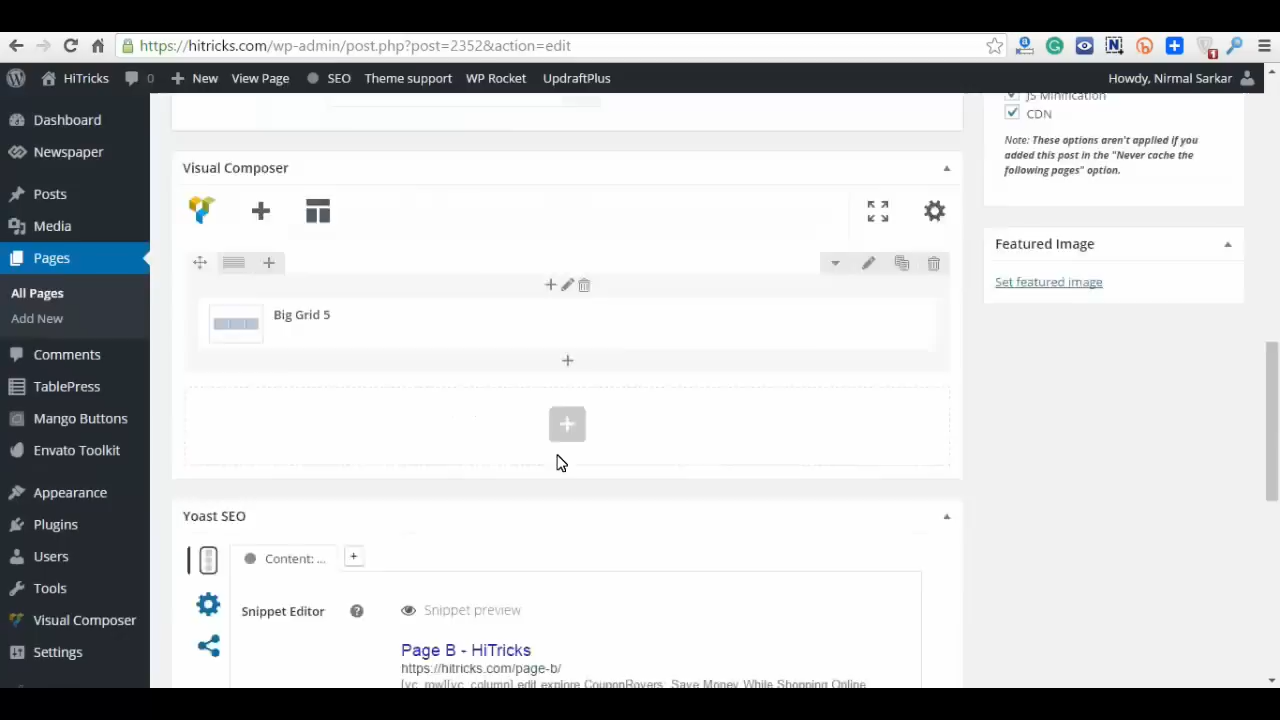 https://hitricks.com/wp-admin/post.php?post=2352&action=edit
HiTricks 0 New View Page SEO Theme support WP Rocket UpdraftPlus Howdy, Nirmal Sarkar
Dashboard
Newspaper
Posts
Media
Pages
All Pages
Add New
Comments
TablePress
Mango Buttons
Envato Toolkit
Appearance
Plugins
Users
Tools
Visual Composer
Settings
Visual Composer
Big Grid 5
Yoast SEO
Content: ... +
Snippet Editor ? Snippet preview
Page B - HiTricks
https://hitricks.com/page-b/
[vc_row][vc_column] edit explore CouponRovers: Save Money While Shopping Online
JS Minification
CDN
Note: These options aren't applied if you
added this post in the "Never cache the
following pages" option.
Featured Image
Set featured image